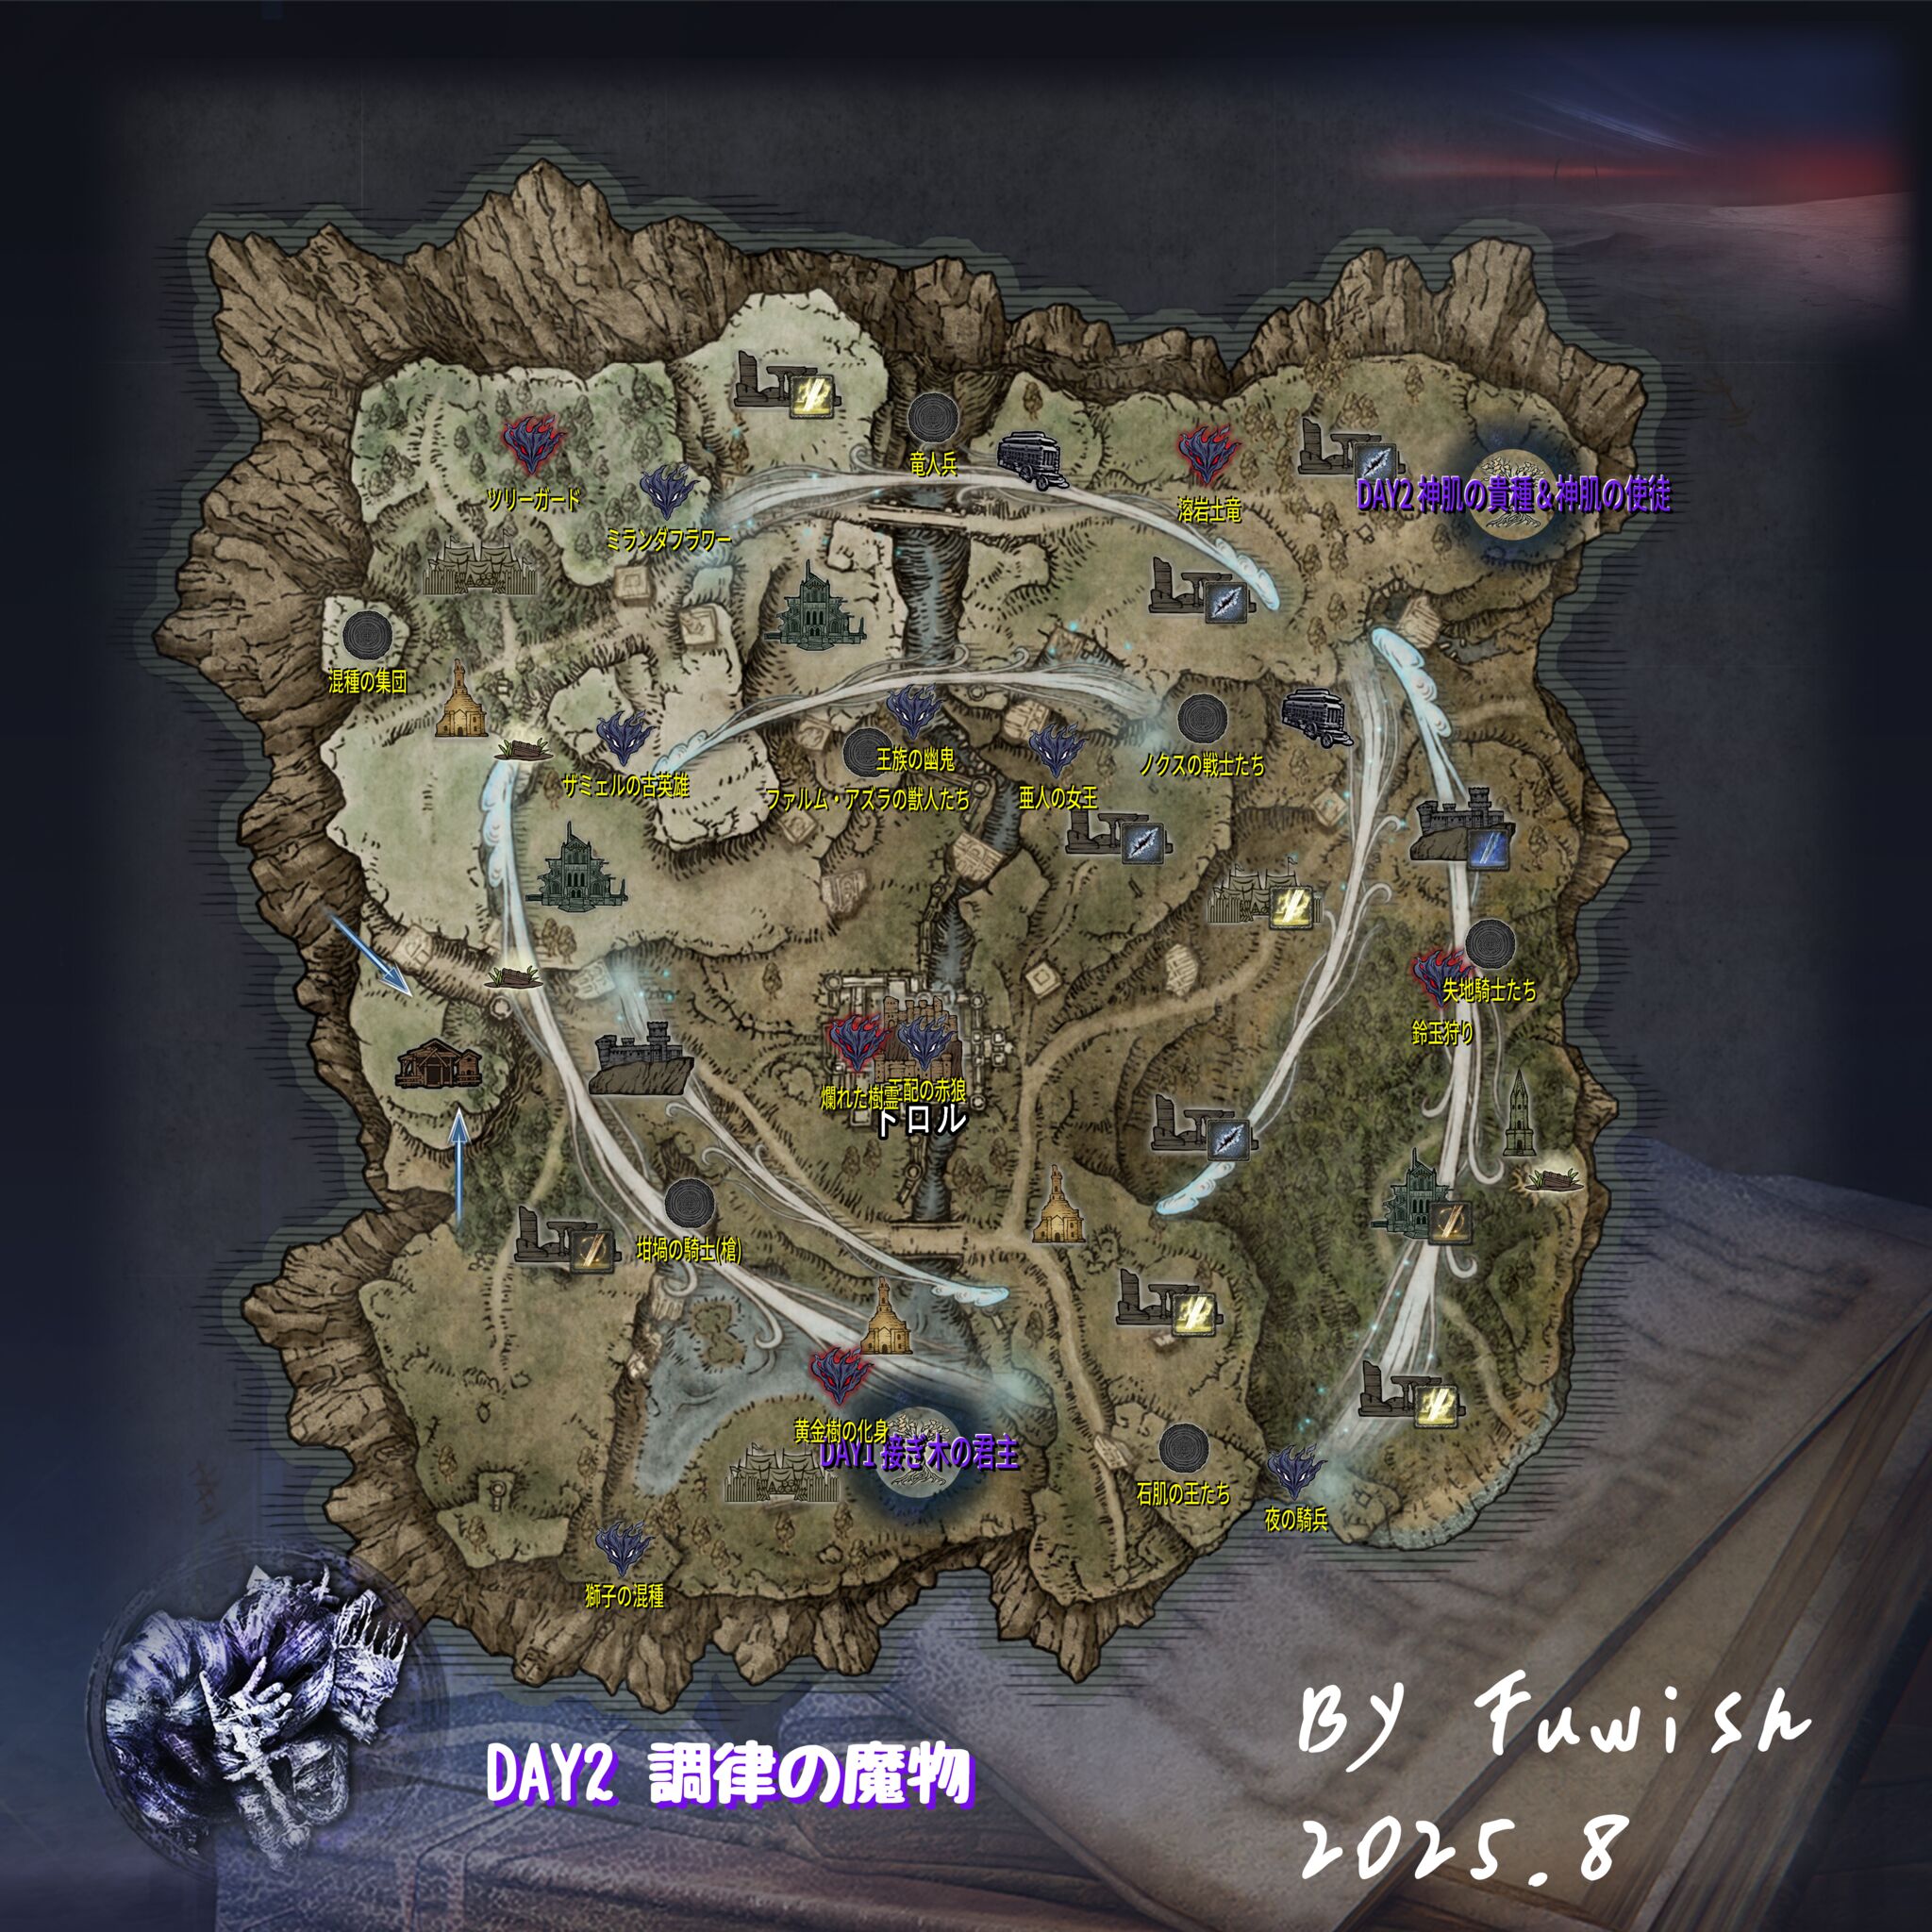 竜人兵
ツリーガード
ミランダフラワー
溶岩土竜
DAY2 神肌の貴種&神肌の使徒
混種の集団
ザミェルの古英雄
王族の幽鬼
ファルム・アズラの獣人たち
亜人の女王
ノクスの戦士たち
失地騎士たち
鈴玉狩り
爛れた樹霊
王配の赤狼
トロル
坩堝の騎士(槍)
黄金樹の化身
DAY1 接ぎ木の君主
石肌の王たち
夜の騎兵
獅子の混種
DAY2 調律の魔物
BY Fuwish
2025.8